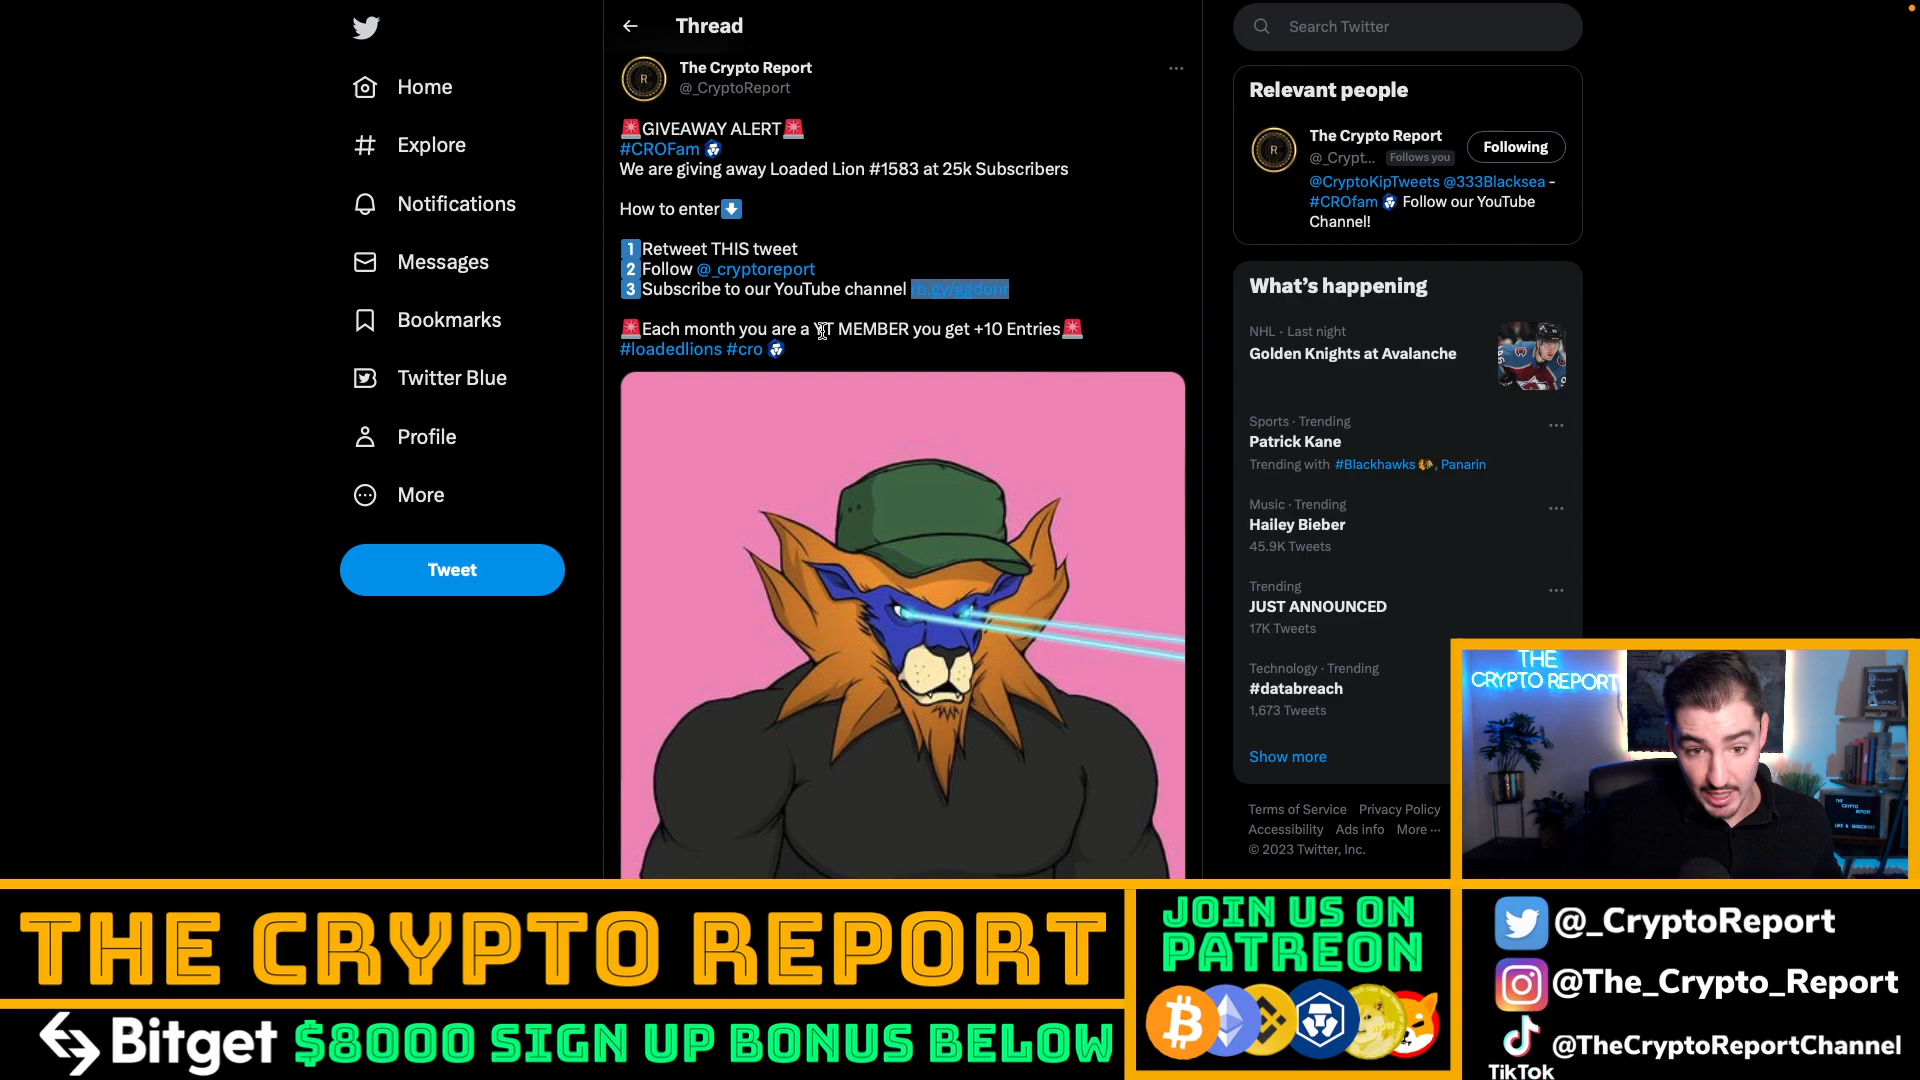 Home
Explore
Notifications
Messages
Bookmarks
Twitter Blue
Profile
More
Tweet
Thread
The Crypto Report
@_CryptoReport
GIVEAWAY ALERT
#CROFam
We are giving away Loaded Lion #1583 at 25k Subscribers
How to enter
1 Retweet THIS tweet
2 Follow @_cryptoreport
3 Subscribe to our YouTube channel rb.gy/ggdonr
Each month you are a YT MEMBER you get +10 Entries
#loadedlions #cro
Search Twitter
Relevant people
The Crypto Report
@_Crypt... Follows you
Following
@CryptoKipTweets @333Blacksea -
#CROfam Follow our YouTube
Channel!
What's happening
NHL · Last night
Golden Knights at Avalanche
Sports · Trending
Patrick Kane
Trending with #Blackhawks, Panarin
Music · Trending
Hailey Bieber
45.9K Tweets
Trending
JUST ANNOUNCED
17K Tweets
Technology · Trending
#databreach
1,673 Tweets
Show more
Terms of Service Privacy Policy
Accessibility Ads info More ...
© 2023 Twitter, Inc.
THE
CRYPTO REPORT
THE CRYPTO REPORT
Bitget $8000 SIGN UP BONUS BELOW
JOIN US ON
PATREON
@_CryptoReport
@The_Crypto_Report
@TheCryptoReportChannel
TikTok